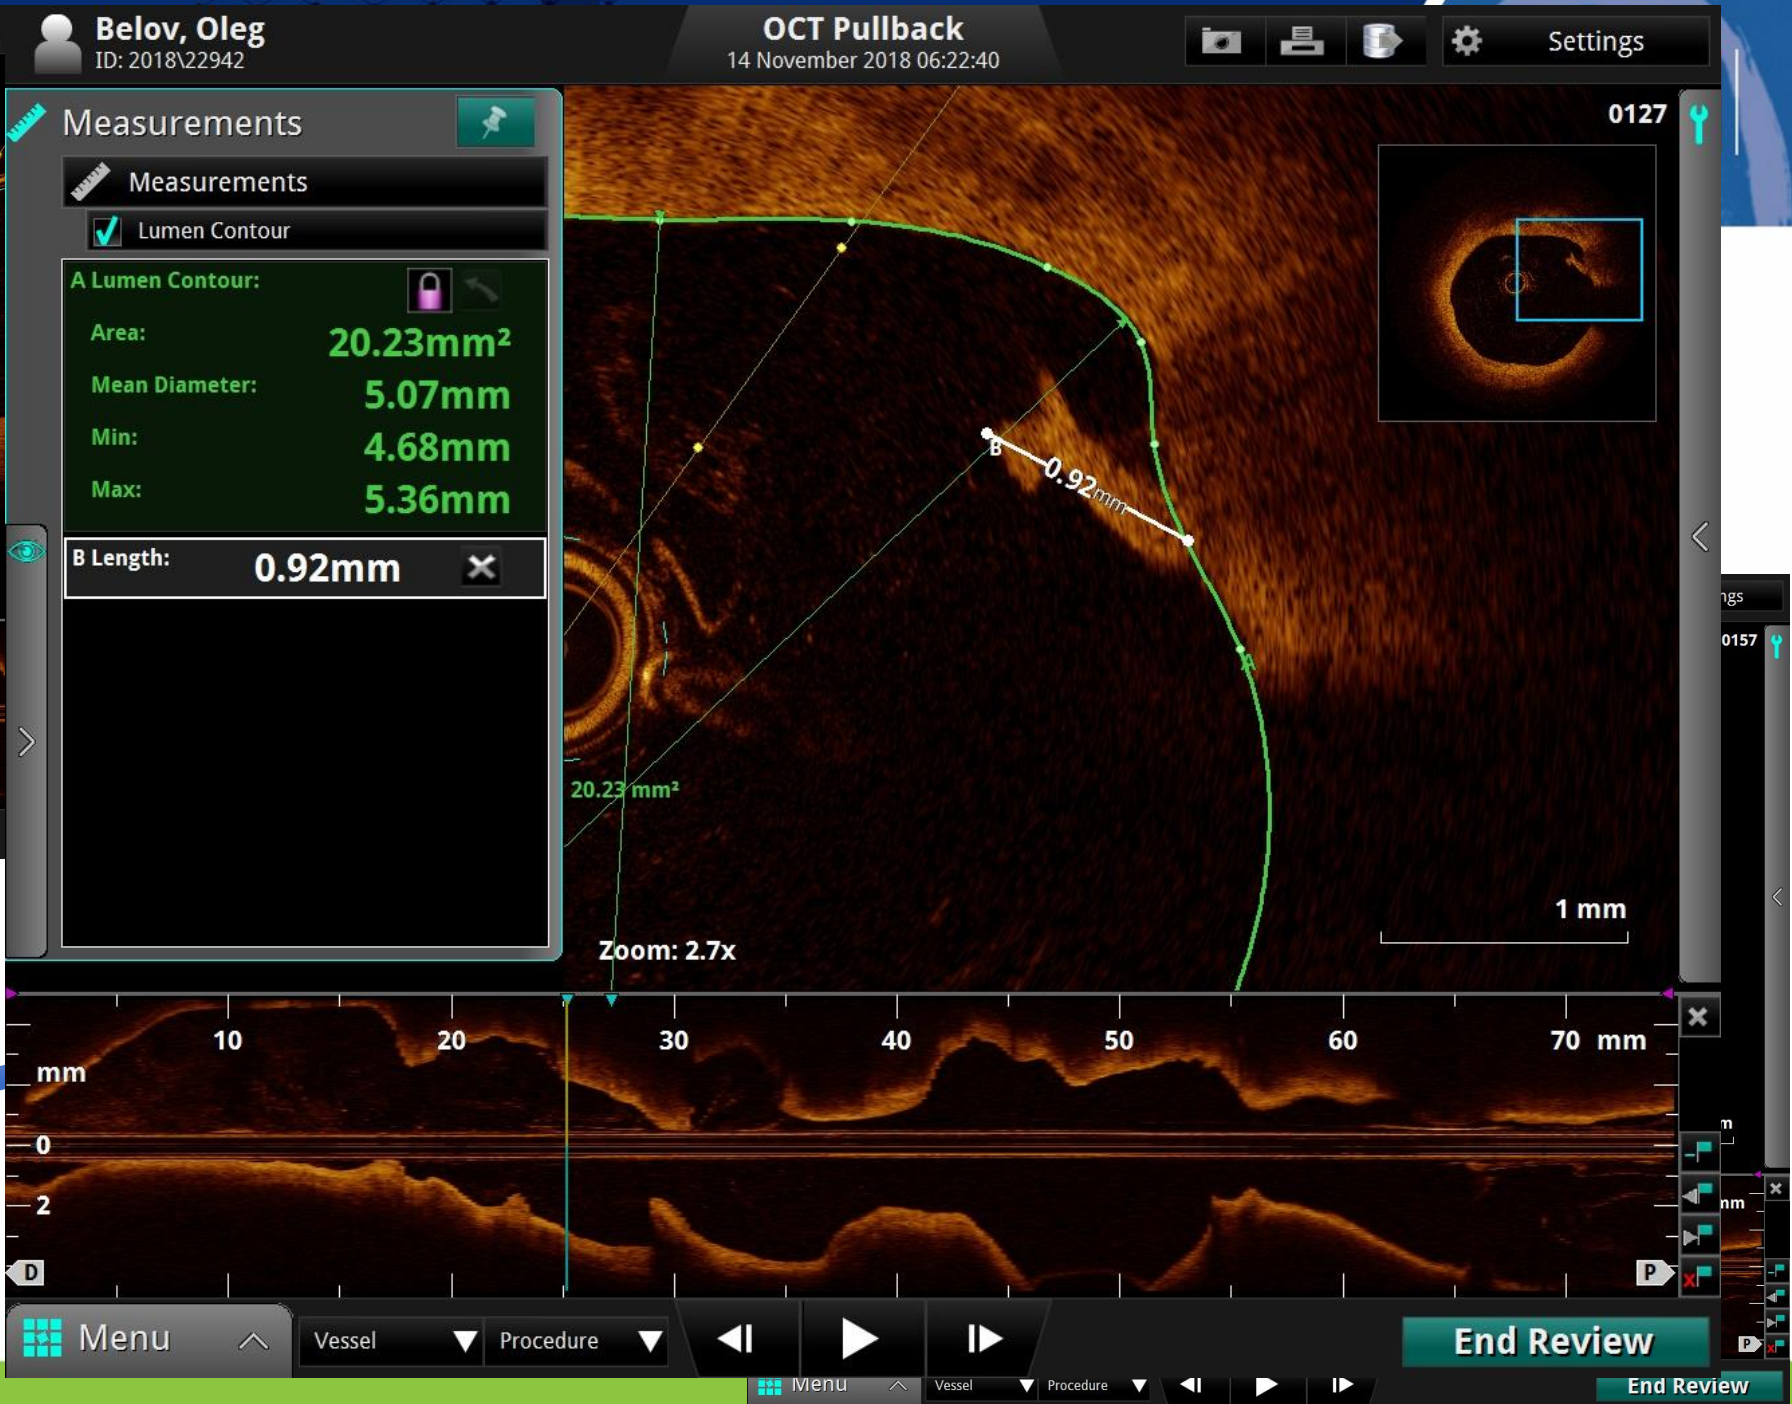 Belov, Oleg
ID: 2018\22942
OCT Pullback
14 November 2018 06:22:40
Settings
Measurements
Measurements
Lumen Contour
A Lumen Contour:
Area: 20.23mm²
Mean Diameter: 5.07mm
Min: 4.68mm
Max: 5.36mm
B Length: 0.92mm
0127
B
0.92mm
A
20.23 mm²
Zoom: 2.7x
1 mm
ngs
0157
10 20 30 40 50 60 70 mm
mm
0
2
D
P
m
mm
P
Menu
Vessel
Procedure
End Review
Menu
Vessel
Procedure
End Review